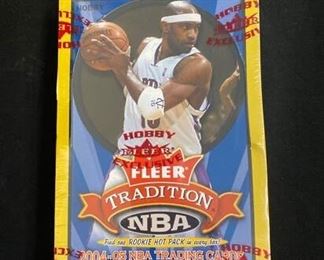 HOBBY
HOBBY
EXCLUSIVE
HOBBY
FLEER
EXCLUSIVE
FLEER
TRADITION
NBA
Find one ROOKIE HOT PACK in every box!
2004-05 NBA TRADING CARDS